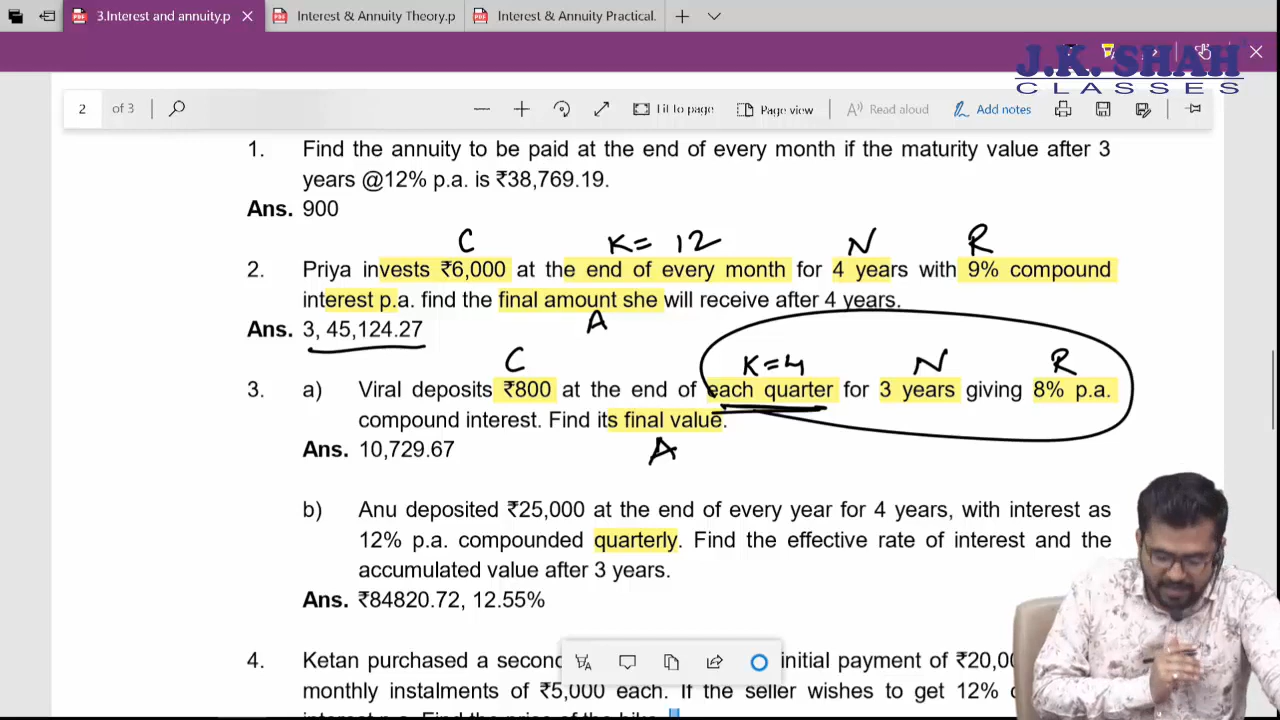 3.Interest and annuity.p
Interest & Annuity Theory.p
Interest & Annuity Practical.
J.K. SHAH
CLASSES
2 of 3
Fit to page
Page view
Read aloud
Add notes
1. Find the annuity to be paid at the end of every month if the maturity value after 3
years @12% p.a. is ₹38,769.19.
Ans. 900
C K= 12 N R
2. Priya invests ₹6,000 at the end of every month for 4 years with 9% compound
interest p.a. find the final amount she will receive after 4 years.
Ans. 3, 45,124.27
A
C K=4 N R
3. a) Viral deposits ₹800 at the end of each quarter for 3 years giving 8% p.a.
compound interest. Find its final value.
Ans. 10,729.67
A
b) Anu deposited ₹25,000 at the end of every year for 4 years, with interest as
12% p.a. compounded quarterly. Find the effective rate of interest and the
accumulated value after 3 years.
Ans. ₹84820.72, 12.55%
4. Ketan purchased a second initial payment of ₹20,00
monthly instalments of ₹5,000 each. If the seller wishes to get 12%
interest p.a. Find the price of the bike.